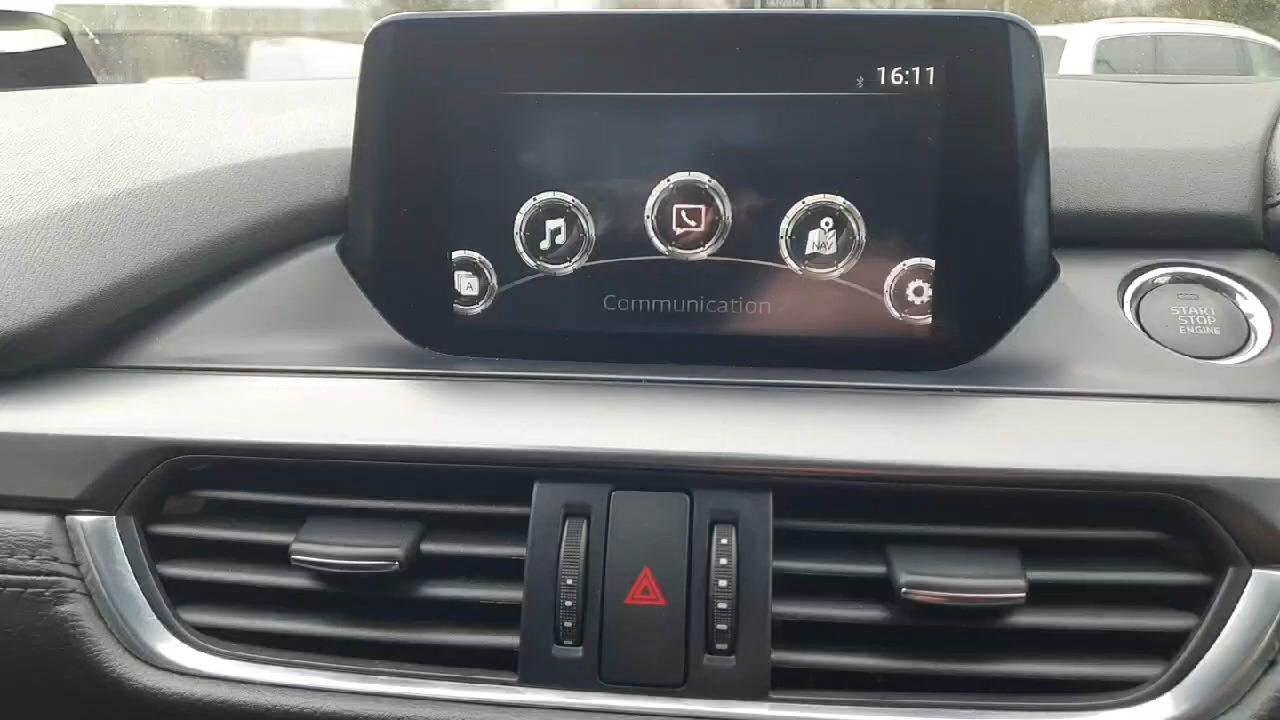 16:11
NAV
A
Communication
START
STOP
ENGINE